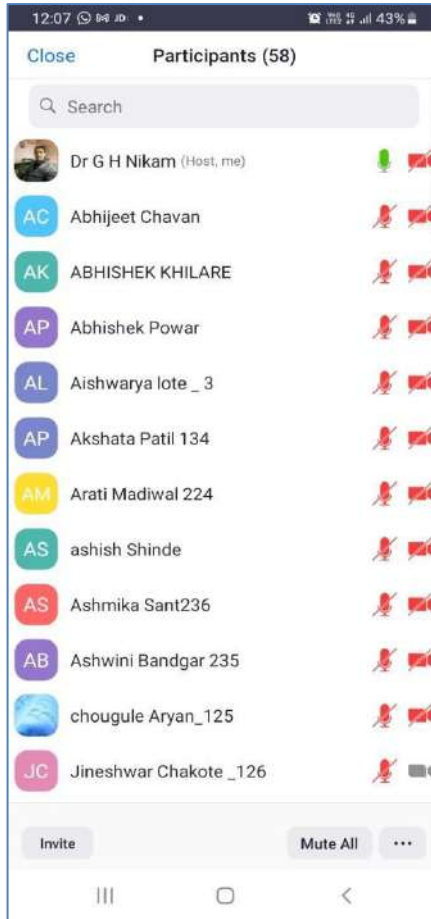 12:07 43%
Close Participants (58)
Search
Dr G H Nikam (Host, me)
AC Abhijeet Chavan
AK ABHISHEK KHILARE
AP Abhishek Powar
AL Aishwarya lote _ 3
AP Akshata Patil 134
AM Arati Madiwal 224
AS ashish Shinde
AS Ashmika Sant236
AB Ashwini Bandgar 235
chougule Aryan_125
JC Jineshwar Chakote _126
Invite Mute All ...